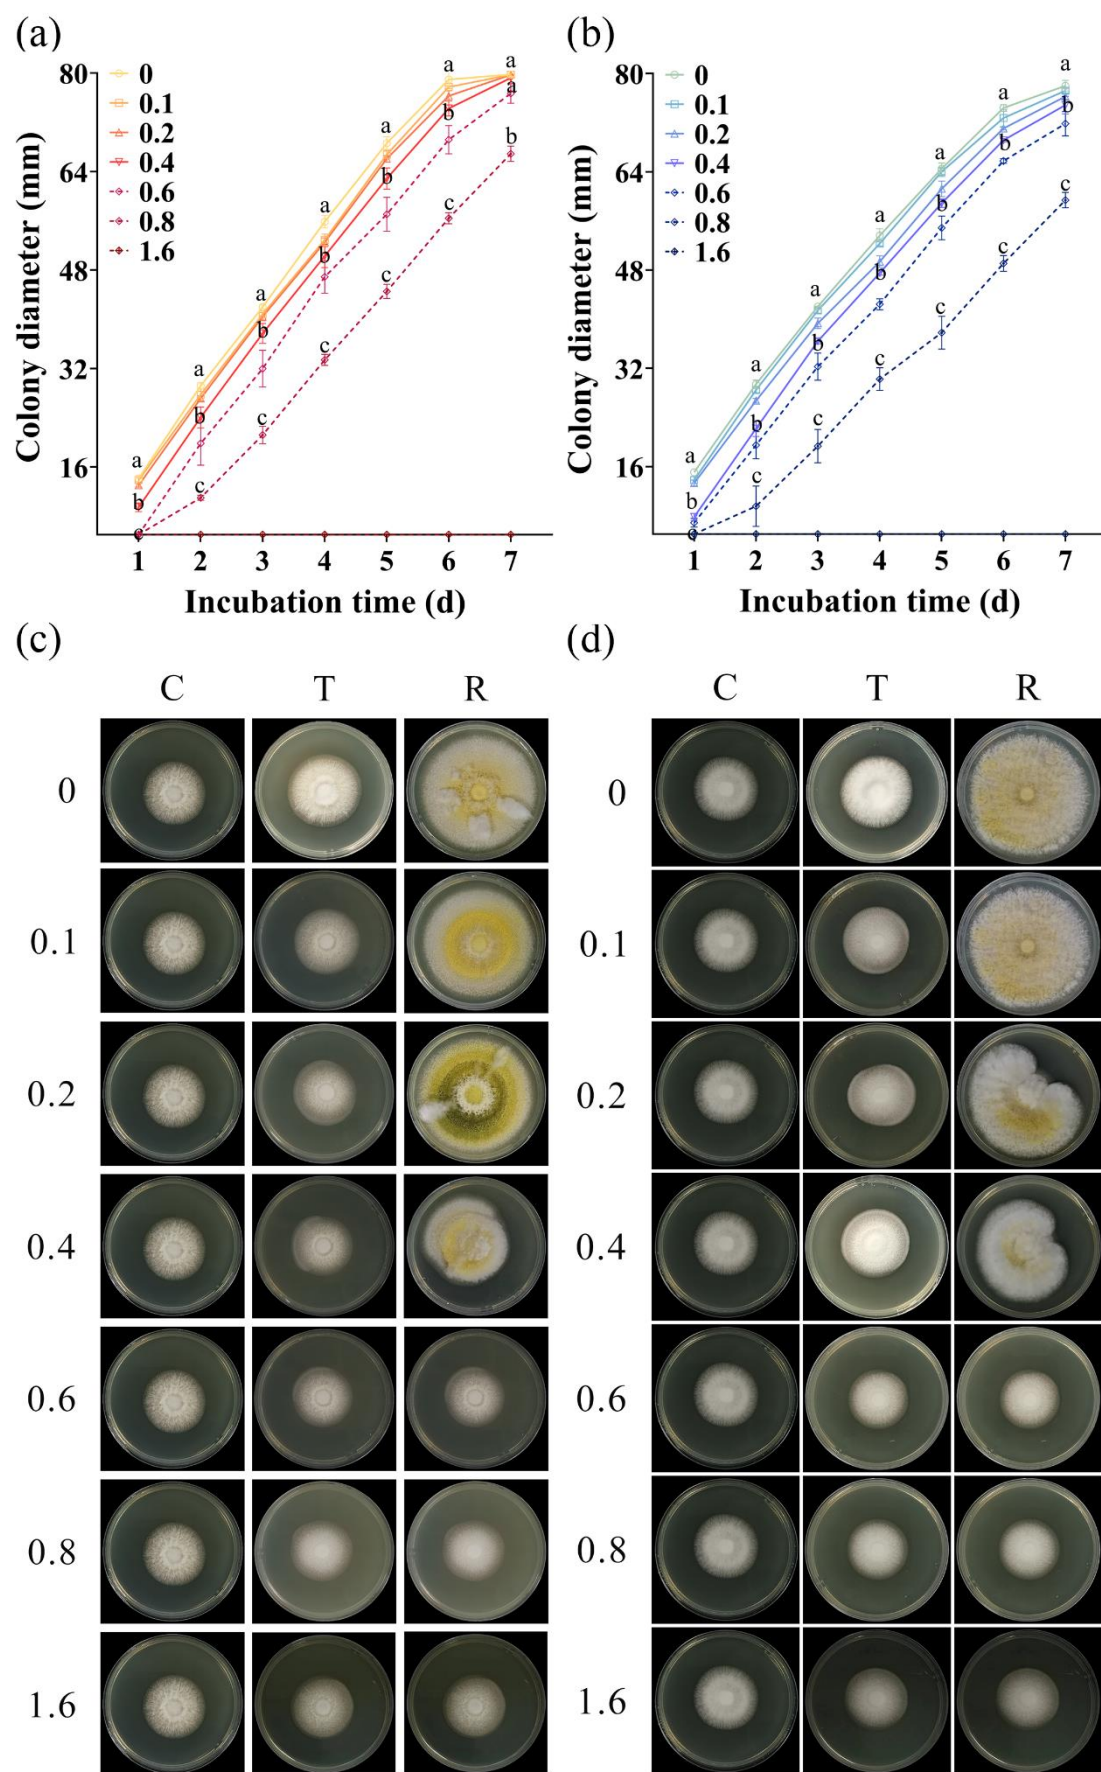 (a)
80
64
48
32
16
Colony diameter (mm)
0
0.1
0.2
0.4
0.6
0.8
1.6
a
a
a
a
a
a
a
a
b
b
b
b
b
b
b
c
c
c
c
c
c
1 2 3 4 5 6 7
Incubation time (d)
(b)
80
64
48
32
16
Colony diameter (mm)
0
0.1
0.2
0.4
0.6
0.8
1.6
a
a
a
a
a
a
a
b
b
b
b
b
b
b
c
c
c
c
c
c
c
1 2 3 4 5 6 7
Incubation time (d)
(c)
C T R
0
0.1
0.2
0.4
0.6
0.8
1.6
(d)
C T R
0
0.1
0.2
0.4
0.6
0.8
1.6